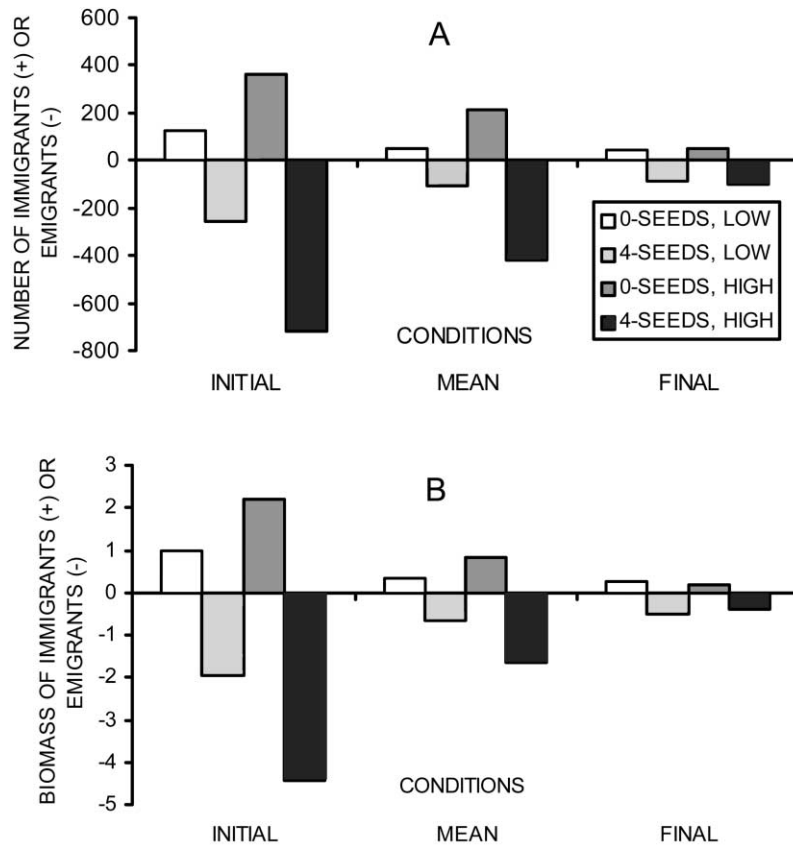 A
600
400
200
0
-200
-400
-600
-800
NUMBER OF IMMIGRANTS (+) OR
EMIGRANTS (-)
0-SEEDS, LOW
4-SEEDS, LOW
0-SEEDS, HIGH
4-SEEDS, HIGH
CONDITIONS
INITIAL MEAN FINAL
B
3
2
1
0
-1
-2
-3
-4
-5
BIOMASS OF IMMIGRANTS (+) OR
EMIGRANTS (-)
CONDITIONS
INITIAL MEAN FINAL